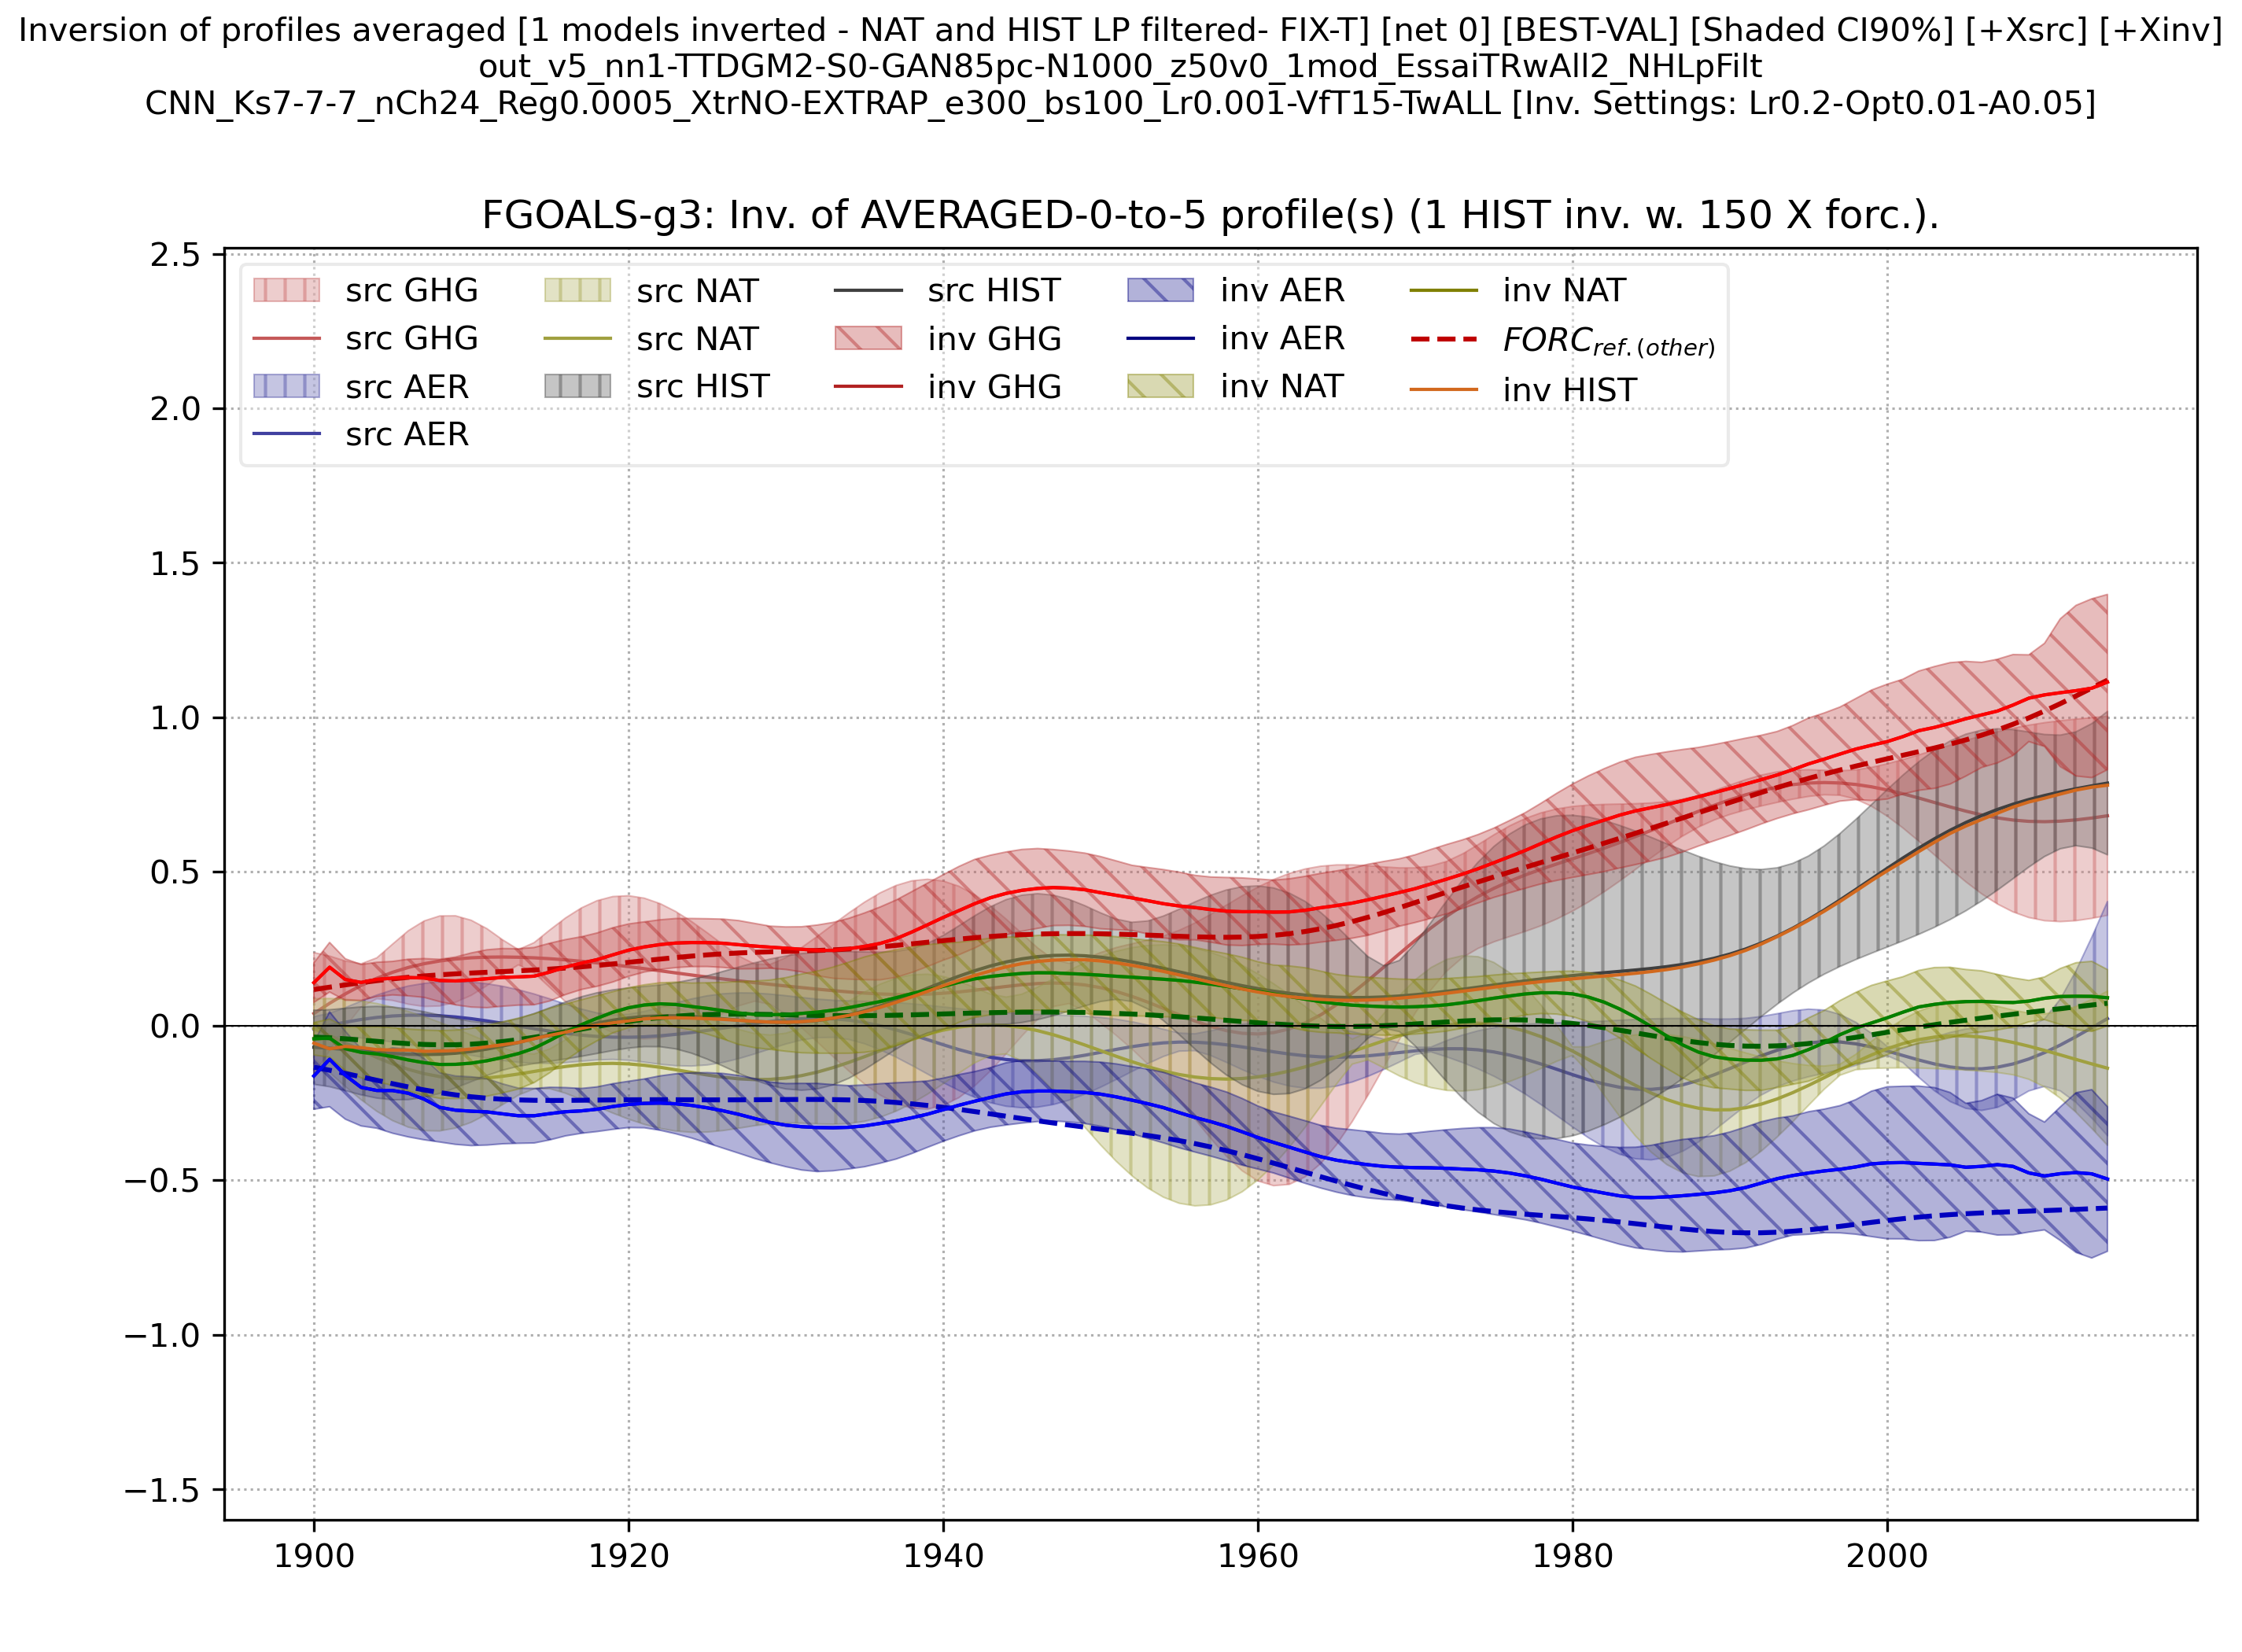 Inversion of profiles averaged [1 models inverted - NAT and HIST LP filtered- FIX-T] [net 0] [BEST-VAL] [Shaded CI90%] [+Xsrc] [+Xinv]
out_v5_nn1-TTDGM2-S0-GAN85pc-N1000_z50v0_1mod_EssaiTRwAll2_NHLpFilt
CNN_Ks7-7-7_nCh24_Reg0.0005_XtrNO-EXTRAP_e300_bs100_Lr0.001-VfT15-TwALL [Inv. Settings: Lr0.2-Opt0.01-A0.05]
FGOALS-g3: Inv. of AVERAGED-0-to-5 profile(s) (1 HIST inv. w. 150 X forc.).
src GHG
src GHG
src AER
src AER
src NAT
src NAT
src HIST
src HIST
inv GHG
inv GHG
inv AER
inv AER
inv NAT
inv NAT
FORC_ref.(other)
inv HIST
2.5
2.0
1.5
1.0
0.5
0.0
−0.5
−1.0
−1.5
1900 1920 1940 1960 1980 2000